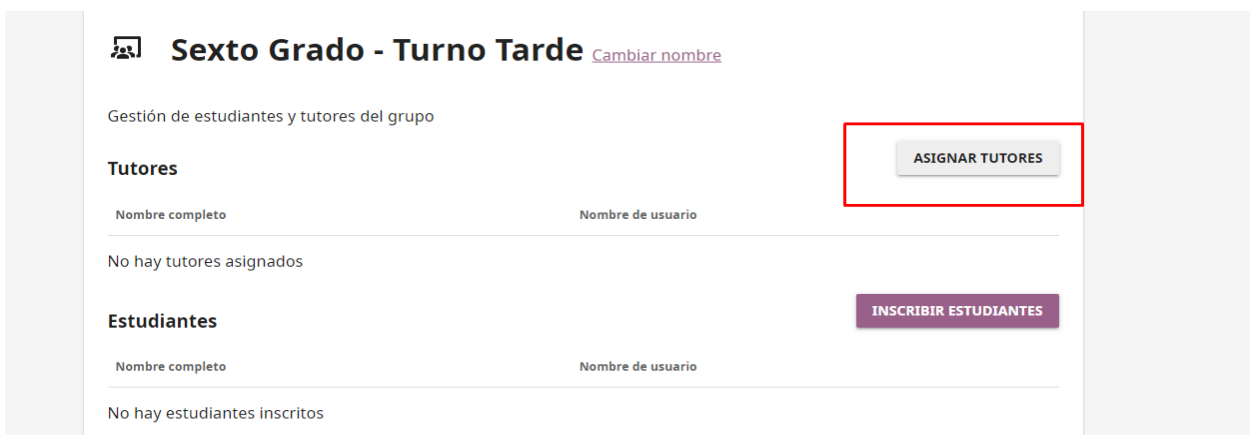 Sexto Grado - Turno Tarde Cambiar nombre
Gestión de estudiantes y tutores del grupo
Tutores
ASIGNAR TUTORES
Nombre completo Nombre de usuario
No hay tutores asignados
Estudiantes
INSCRIBIR ESTUDIANTES
Nombre completo Nombre de usuario
No hay estudiantes inscritos